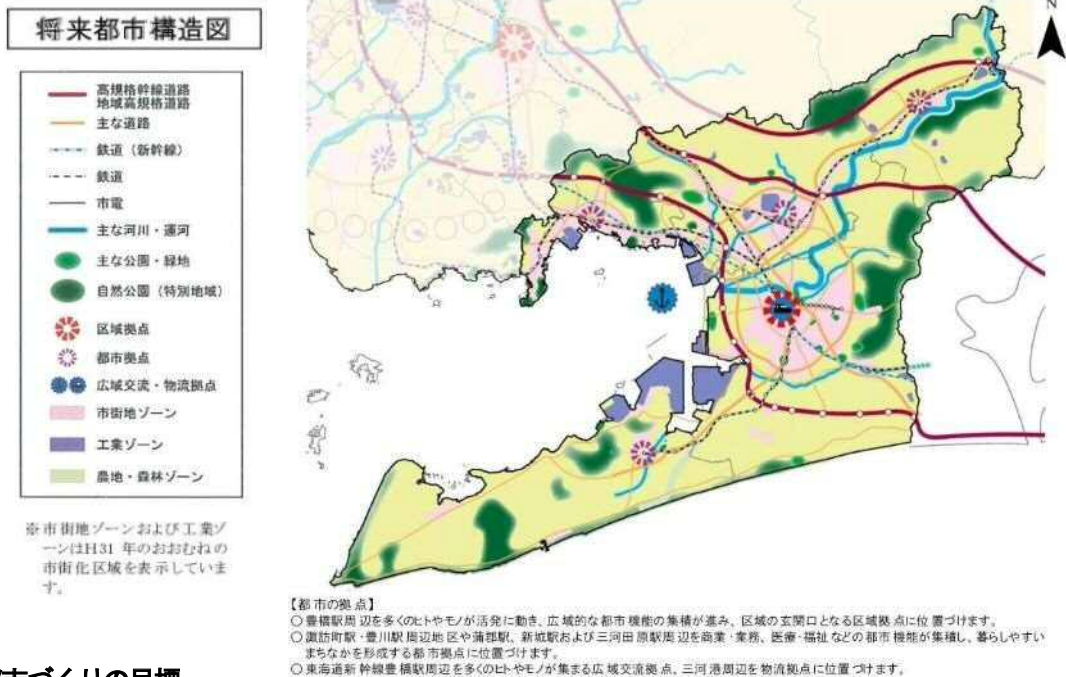 将来都市構造図
高規格幹線道路
地域高規格道路
主な道路
鉄道（新幹線）
鉄道
市電
主な河川・運河
主な公園・緑地
自然公園（特別地域）
区域拠点
都市拠点
広域交流・物流拠点
市街地ゾーン
工業ゾーン
農地・森林ゾーン
※市街地ゾーンおよび工業ゾ
ーンはH31 年のおおむねの
市街化区域を表示していま
す。
N
【都市の拠点】
○豊橋駅周辺を多くのヒトやモノが活発に動き、広域的な都市機能の集積が進み、区域の玄関口となる区域拠点に位置づけます。
○諏訪町駅・豊川駅周辺地区や蒲郡駅、新城駅および三河田原駅周辺を商業・業務、医療・福祉などの都市機能が集積し、暮らしやすい
まちなかを形成する都市拠点に位置づけます。
○東海道新幹線豊橋駅周辺を多くのヒトやモノが集まる広域交流拠点、三河港周辺を物流拠点に位置づけます。